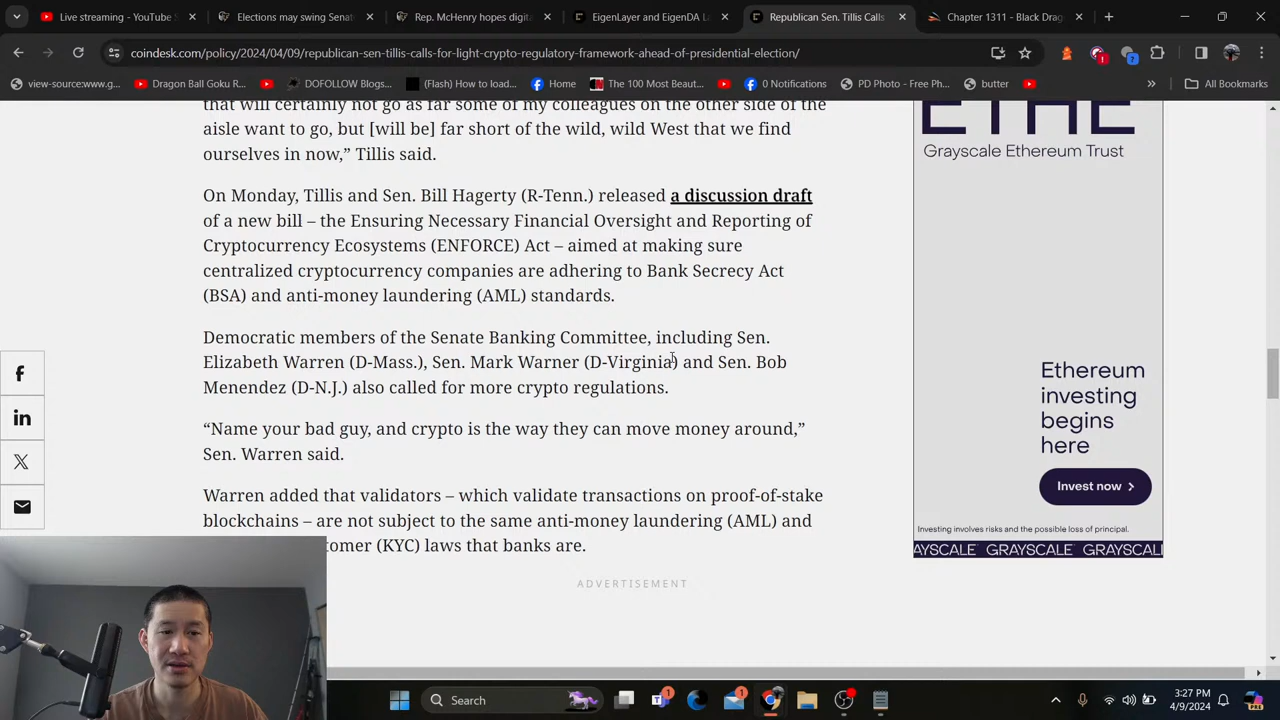 Live streaming - YouTube S
Elections may swing Senat
Rep. McHenry hopes digita
EigenLayer and EigenDA L
Republican Sen. Tillis Calls
Chapter 1311 - Black Drag
coindesk.com/policy/2024/04/09/republican-sen-tillis-calls-for-light-crypto-regulatory-framework-ahead-of-presidential-election/
view-source:www.g...
Dragon Ball Goku R...
DOFOLLOW Blogs...
(Flash) How to load...
Home
The 100 Most Beaut...
0 Notifications
PD Photo - Free Ph...
butter
All Bookmarks
that will certainly not go as far some of my colleagues on the other side of the
aisle want to go, but [will be] far short of the wild, wild West that we find
ourselves in now,” Tillis said.
On Monday, Tillis and Sen. Bill Hagerty (R-Tenn.) released a discussion draft
of a new bill – the Ensuring Necessary Financial Oversight and Reporting of
Cryptocurrency Ecosystems (ENFORCE) Act – aimed at making sure
centralized cryptocurrency companies are adhering to Bank Secrecy Act
(BSA) and anti-money laundering (AML) standards.
Democratic members of the Senate Banking Committee, including Sen.
Elizabeth Warren (D-Mass.), Sen. Mark Warner (D-Virginia) and Sen. Bob
Menendez (D-N.J.) also called for more crypto regulations.
“Name your bad guy, and crypto is the way they can move money around,”
Sen. Warren said.
Warren added that validators – which validate transactions on proof-of-stake
blockchains – are not subject to the same anti-money laundering (AML) and
tomer (KYC) laws that banks are.
ADVERTISEMENT
ETHE
Grayscale Ethereum Trust
Ethereum
investing
begins
here
Invest now
Investing involves risks and the possible loss of principal.
AYSCALE GRAYSCALE GRAYSCAL
Search
3:27 PM
4/9/2024